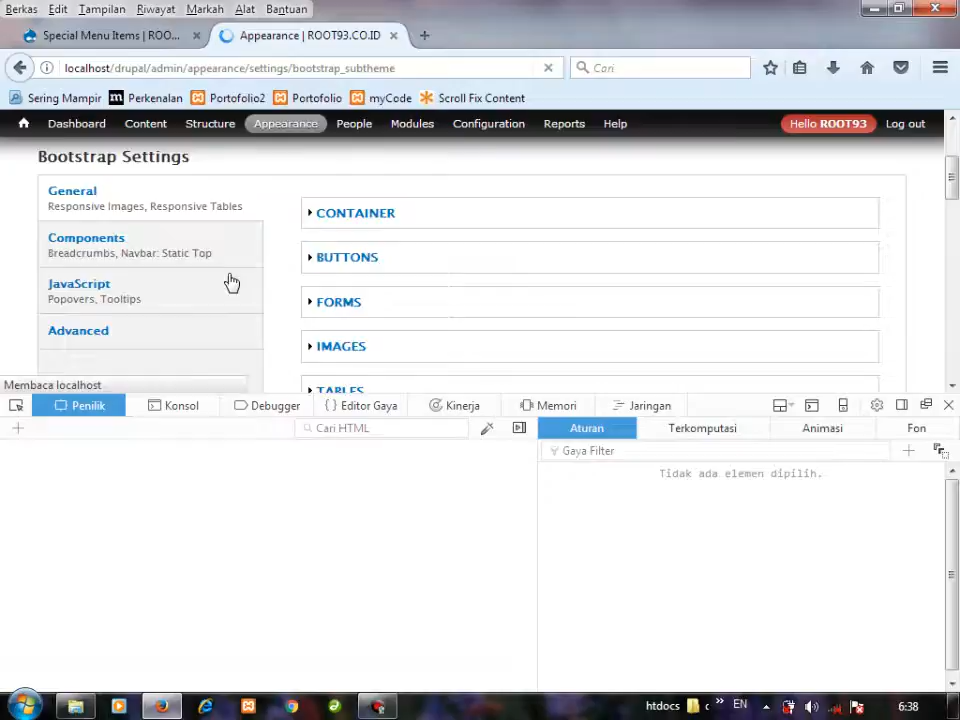 Berkas Edit Tampilan Riwayat Markah Alat Bantuan
Special Menu Items | ROO...
Appearance | ROOT93.CO.ID
localhost/drupal/admin/appearance/settings/bootstrap_subtheme
Cari
Sering Mampir Perkenalan Portofolio2 Portofolio myCode Scroll Fix Content
Dashboard Content Structure Appearance People Modules Configuration Reports Help Hello ROOT93 Log out
Bootstrap Settings
General
Responsive Images, Responsive Tables
Components
Breadcrumbs, Navbar: Static Top
JavaScript
Popovers, Tooltips
Advanced
CONTAINER
BUTTONS
FORMS
IMAGES
TABLES
Membaca localhost
Penilik Konsol Debugger Editor Gaya Kinerja Memori Jaringan
Cari HTML
Aturan Terkomputasi Animasi Fon
Gaya Filter
Tidak ada elemen dipilih.
htdocs
EN
6:38